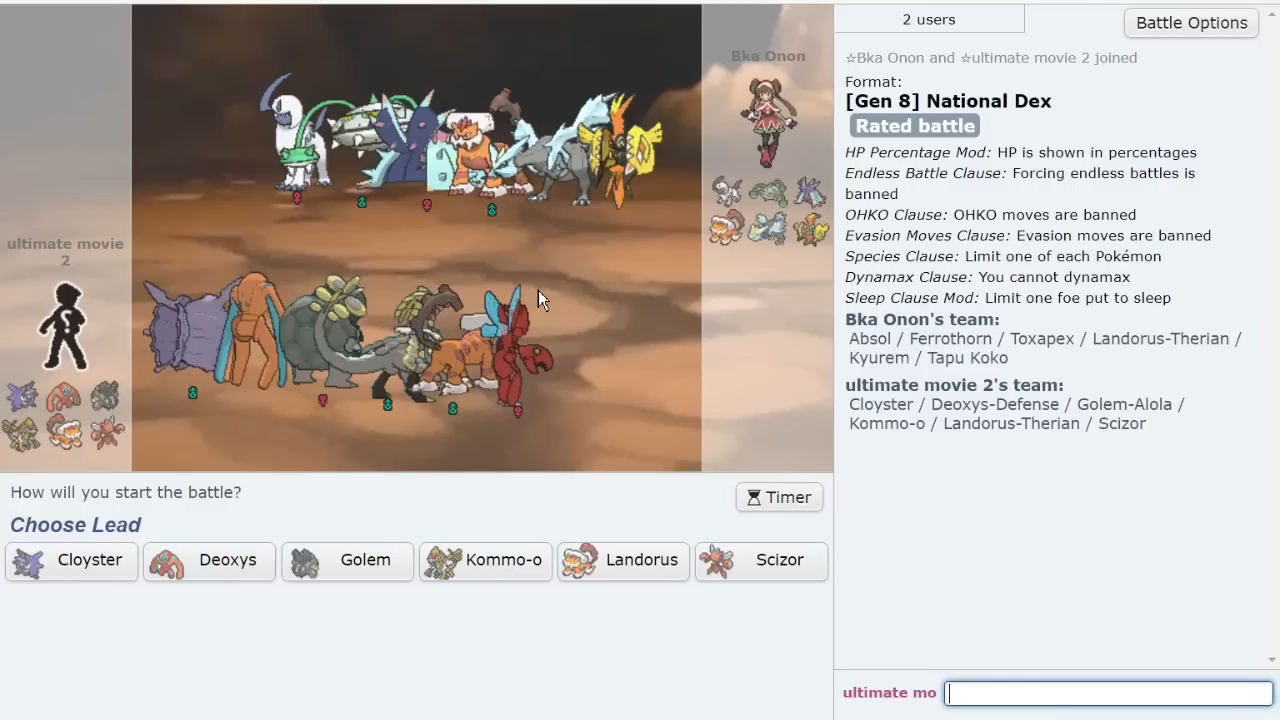 2 users
Battle Options
☆Bka Onon and ☆ultimate movie 2 joined
Format:
[Gen 8] National Dex
Rated battle
HP Percentage Mod: HP is shown in percentages
Endless Battle Clause: Forcing endless battles is
banned
OHKO Clause: OHKO moves are banned
Evasion Moves Clause: Evasion moves are banned
Species Clause: Limit one of each Pokémon
Dynamax Clause: You cannot dynamax
Sleep Clause Mod: Limit one foe put to sleep
Bka Onon's team:
Absol / Ferrothorn / Toxapex / Landorus-Therian /
Kyurem / Tapu Koko
ultimate movie 2's team:
Cloyster / Deoxys-Defense / Golem-Alola /
Kommo-o / Landorus-Therian / Scizor
ultimate mo
Bka Onon
ultimate movie
2
How will you start the battle?
Timer
Choose Lead
Cloyster
Deoxys
Golem
Kommo-o
Landorus
Scizor